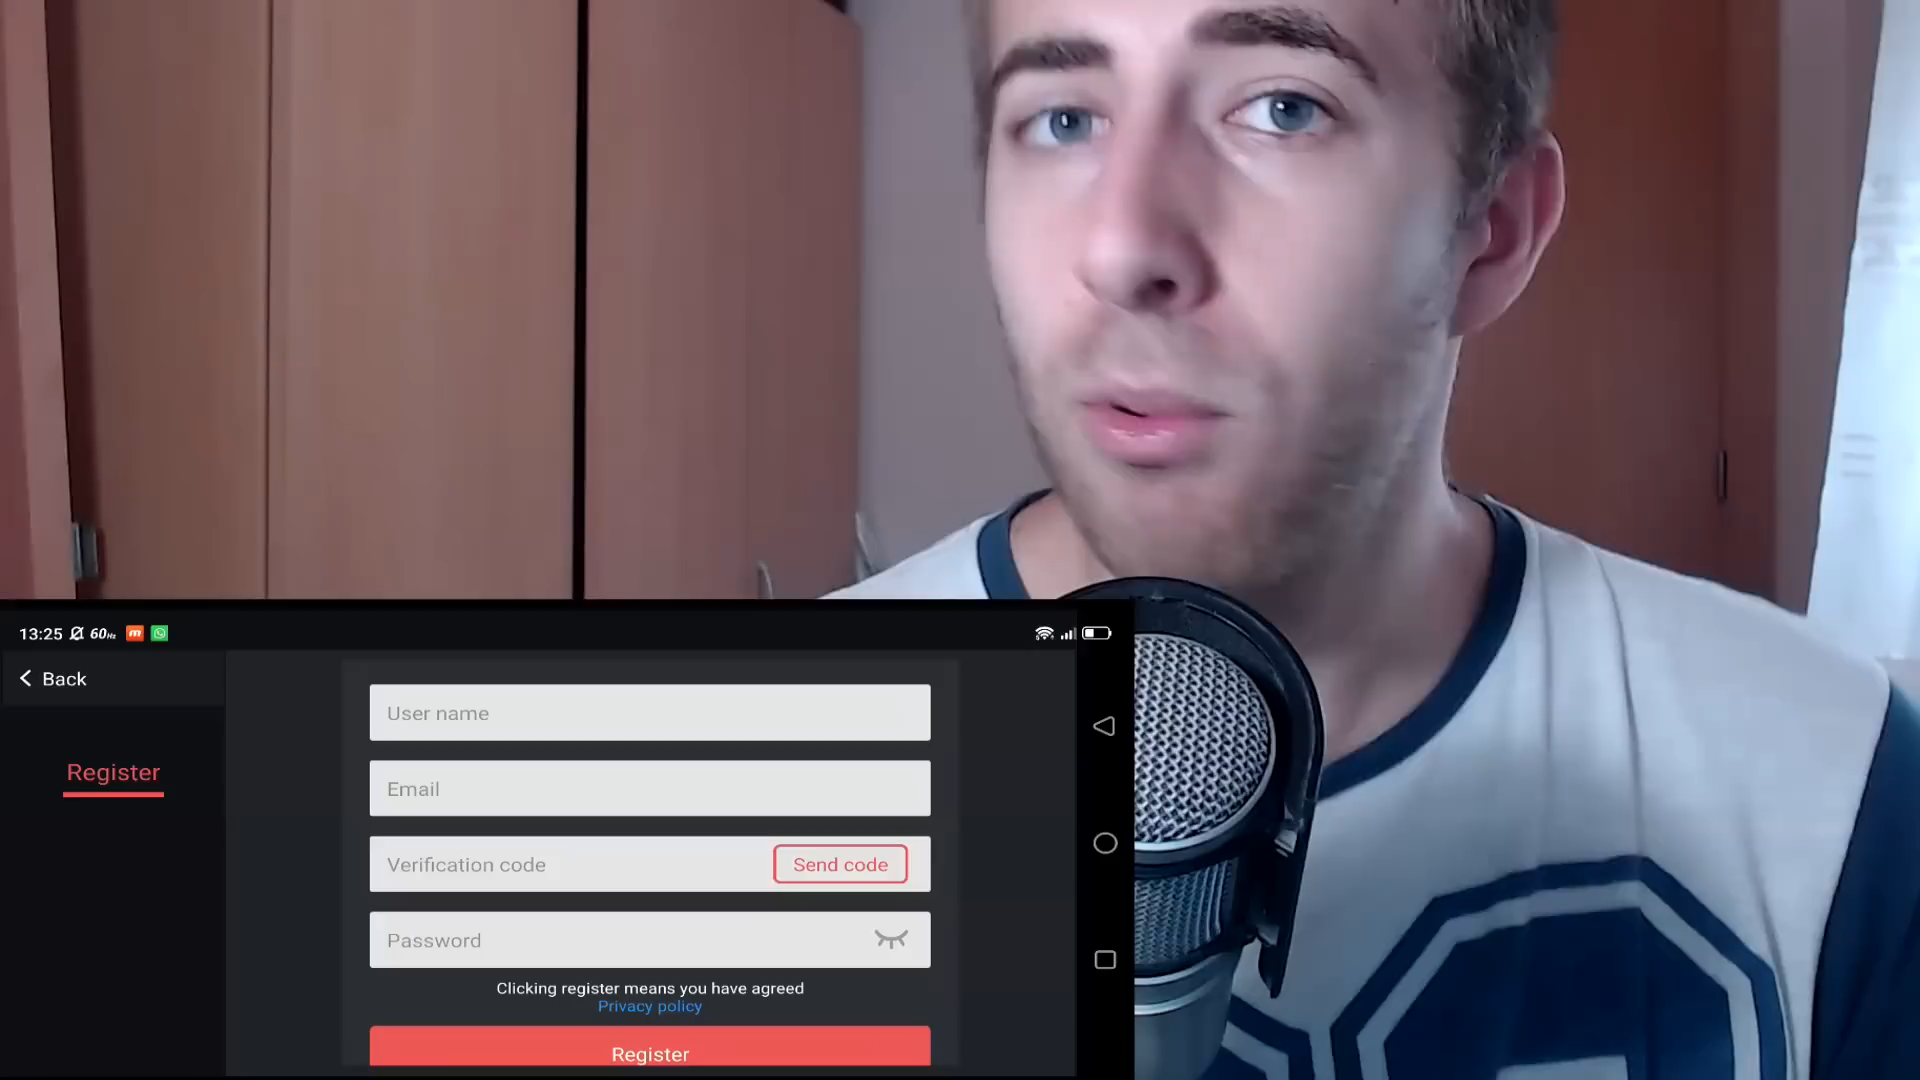 13:25 60Hz
Back
Register
User name
Email
Verification code Send code
Password
Clicking register means you have agreed
Privacy policy
Register